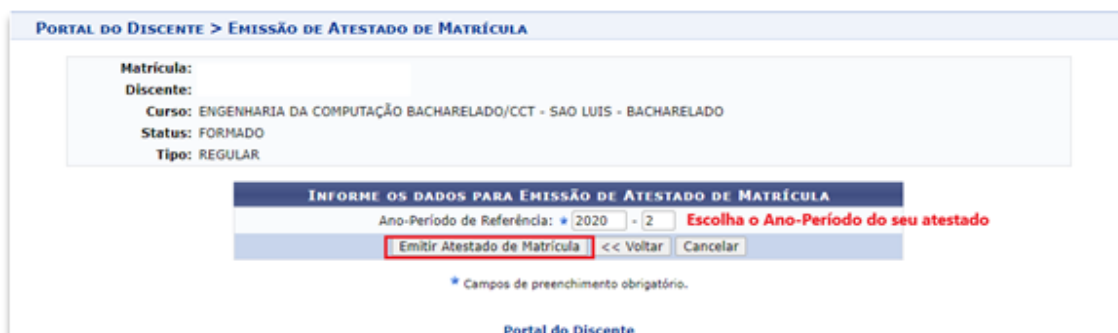 PORTAL DO DISCENTE > EMISSÃO DE ATESTADO DE MATRÍCULA
Matrícula:
Discente:
Curso: ENGENHARIA DA COMPUTAÇÃO BACHARELADO/CCT - SAO LUIS - BACHARELADO
Status: FORMADO
Tipo: REGULAR
INFORME OS DADOS PARA EMISSÃO DE ATESTADO DE MATRÍCULA
Ano-Período de Referência: * 2020 - 2 Escolha o Ano-Período do seu atestado
Emitir Atestado de Matrícula << Voltar Cancelar
* Campos de preenchimento obrigatório.
Portal do Discente